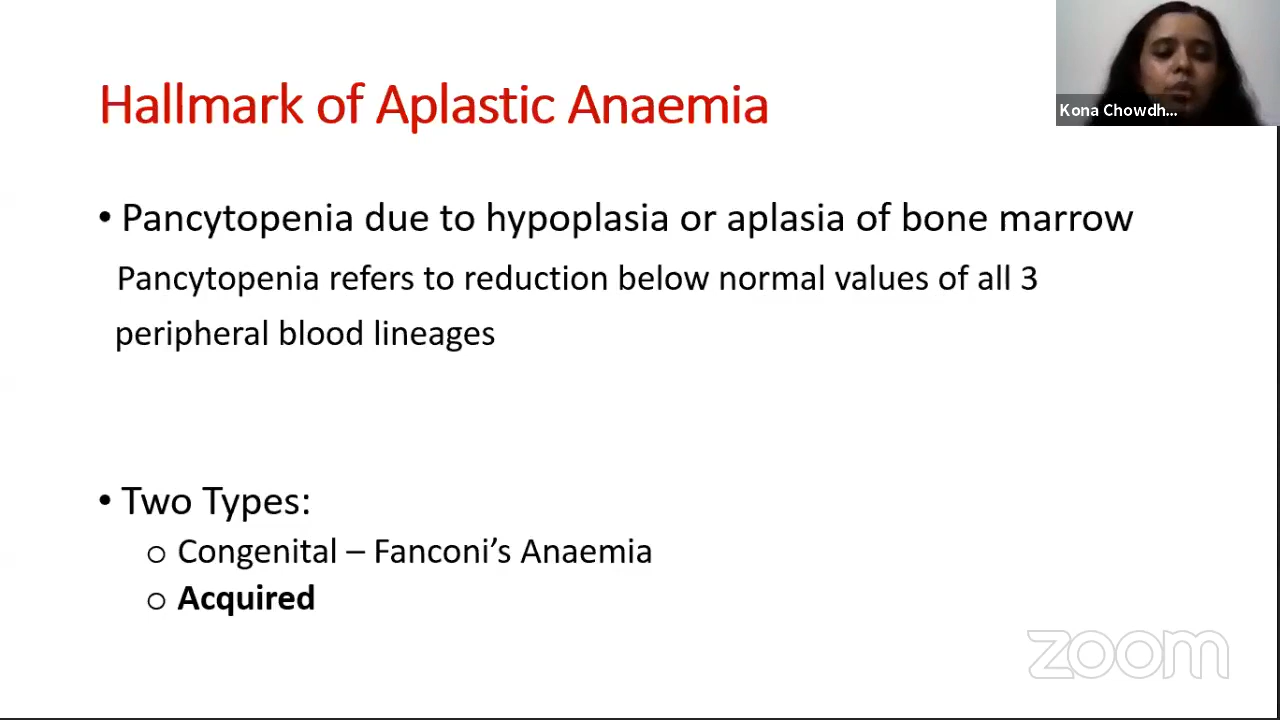 Hallmark of Aplastic Anaemia
Kona Chowdh...
• Pancytopenia due to hypoplasia or aplasia of bone marrow
Pancytopenia refers to reduction below normal values of all 3
peripheral blood lineages
• Two Types:
o Congenital – Fanconi’s Anaemia
o Acquired
zoom